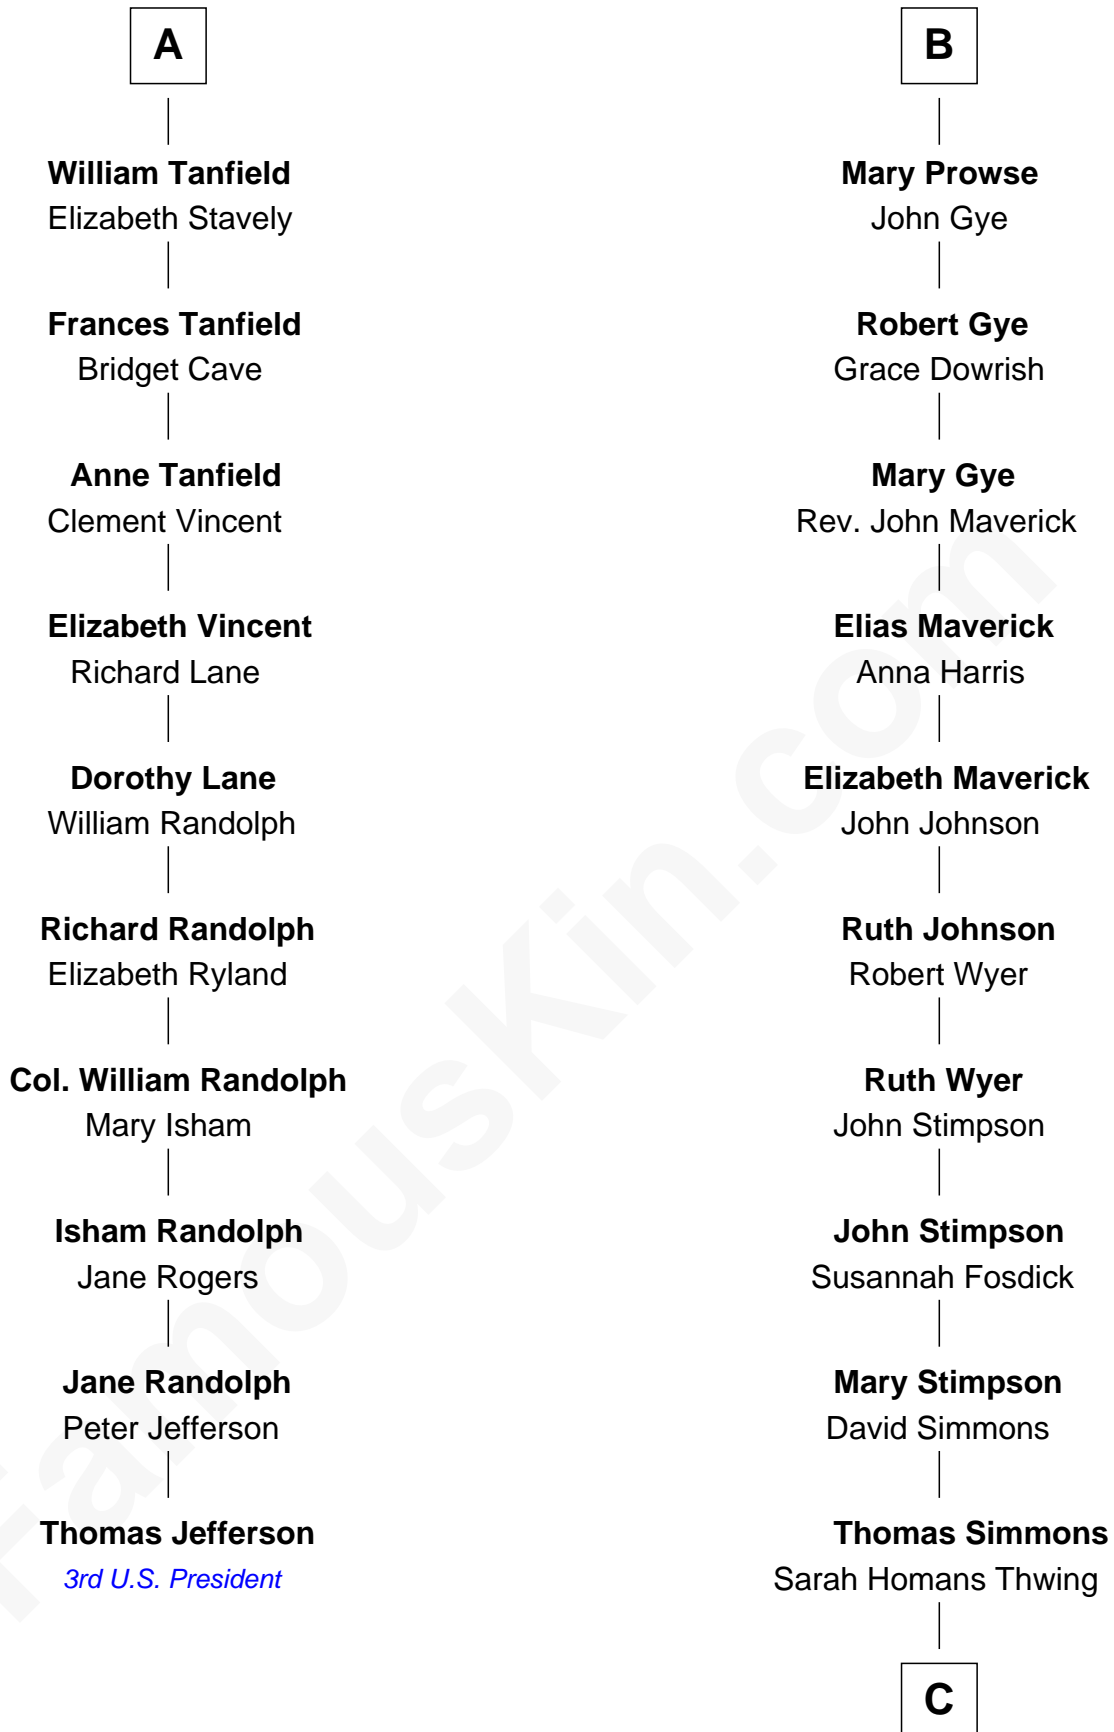 A
William Tanfield
Elizabeth Stavely
Frances Tanfield
Bridget Cave
Anne Tanfield
Clement Vincent
Elizabeth Vincent
Richard Lane
Dorothy Lane
William Randolph
Richard Randolph
Elizabeth Ryland
Col. William Randolph
Mary Isham
Isham Randolph
Jane Rogers
Jane Randolph
Peter Jefferson
Thomas Jefferson
3rd U.S. President
B
Mary Prowse
John Gye
Robert Gye
Grace Dowrish
Mary Gye
Rev. John Maverick
Elias Maverick
Anna Harris
Elizabeth Maverick
John Johnson
Ruth Johnson
Robert Wyer
Ruth Wyer
John Stimpson
John Stimpson
Susannah Fosdick
Mary Stimpson
David Simmons
Thomas Simmons
Sarah Homans Thwing
C
FamousKin.com